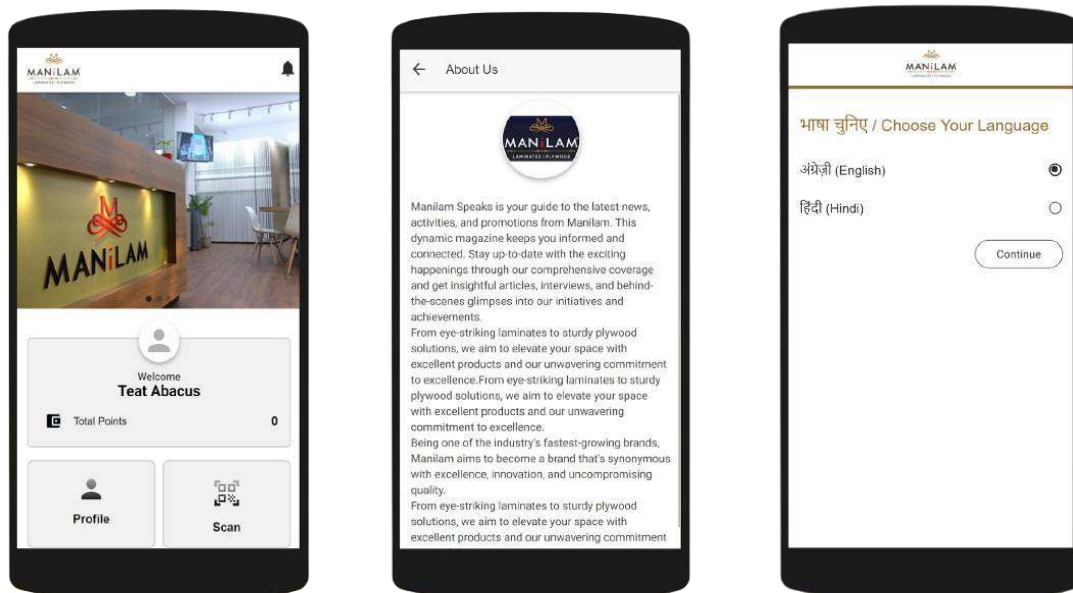 MANiLAM
MANiLAM
Welcome
Teat Abacus
Total Points
0
Profile
Scan
About Us
MANiLAM
LAMINATES | PLYWOOD
Manilam Speaks is your guide to the latest news,
activities, and promotions from Manilam. This
dynamic magazine keeps you informed and
connected. Stay up-to-date with the exciting
happenings through our comprehensive coverage
and get insightful articles, interviews, and behind-
the-scenes glimpses into our initiatives and
achievements.
From eye-striking laminates to sturdy plywood
solutions, we aim to elevate your space with
excellent products and our unwavering commitment
to excellence.From eye-striking laminates to sturdy
plywood solutions, we aim to elevate your space
with excellent products and our unwavering
commitment to excellence.
Being one of the industry's fastest-growing brands,
Manilam aims to become a brand that's synonymous
with excellence, innovation, and uncompromising
quality.
From eye-striking laminates to sturdy plywood
solutions, we aim to elevate your space with
excellent products and our unwavering commitment
MANiLAM
भाषा चुनिए / Choose Your Language
अंग्रेज़ी (English)
हिंदी (Hindi)
Continue